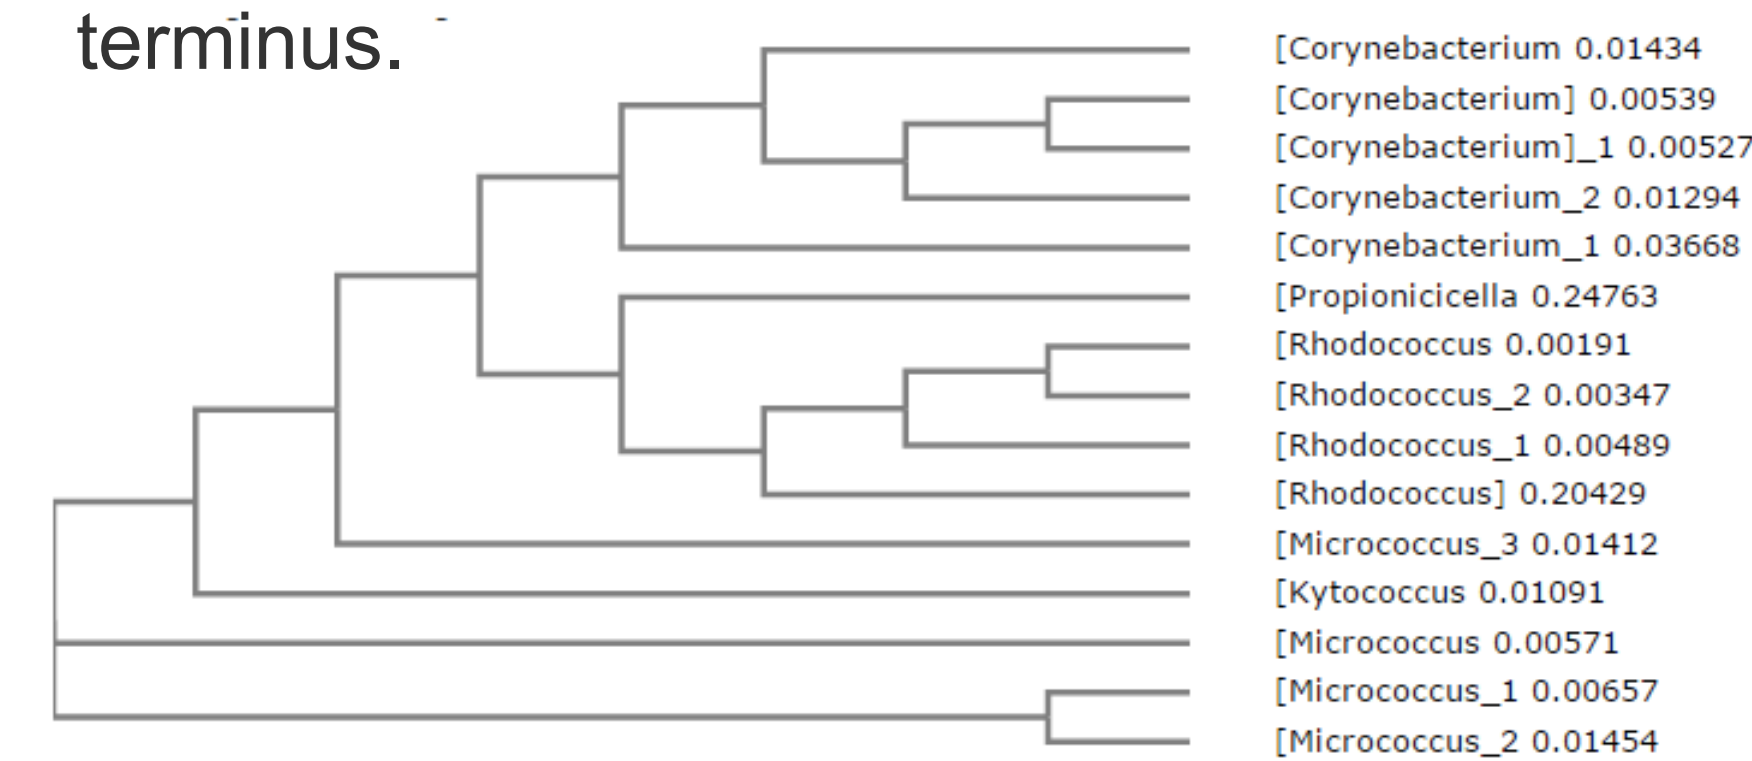 terminus.
[Corynebacterium 0.01434
[Corynebacterium] 0.00539
[Corynebacterium]_1 0.00527
[Corynebacterium_2 0.01294
[Corynebacterium_1 0.03668
[Propionicicella 0.24763
[Rhodococcus 0.00191
[Rhodococcus_2 0.00347
[Rhodococcus_1 0.00489
[Rhodococcus] 0.20429
[Micrococcus_3 0.01412
[Kytococcus 0.01091
[Micrococcus 0.00571
[Micrococcus_1 0.00657
[Micrococcus_2 0.01454